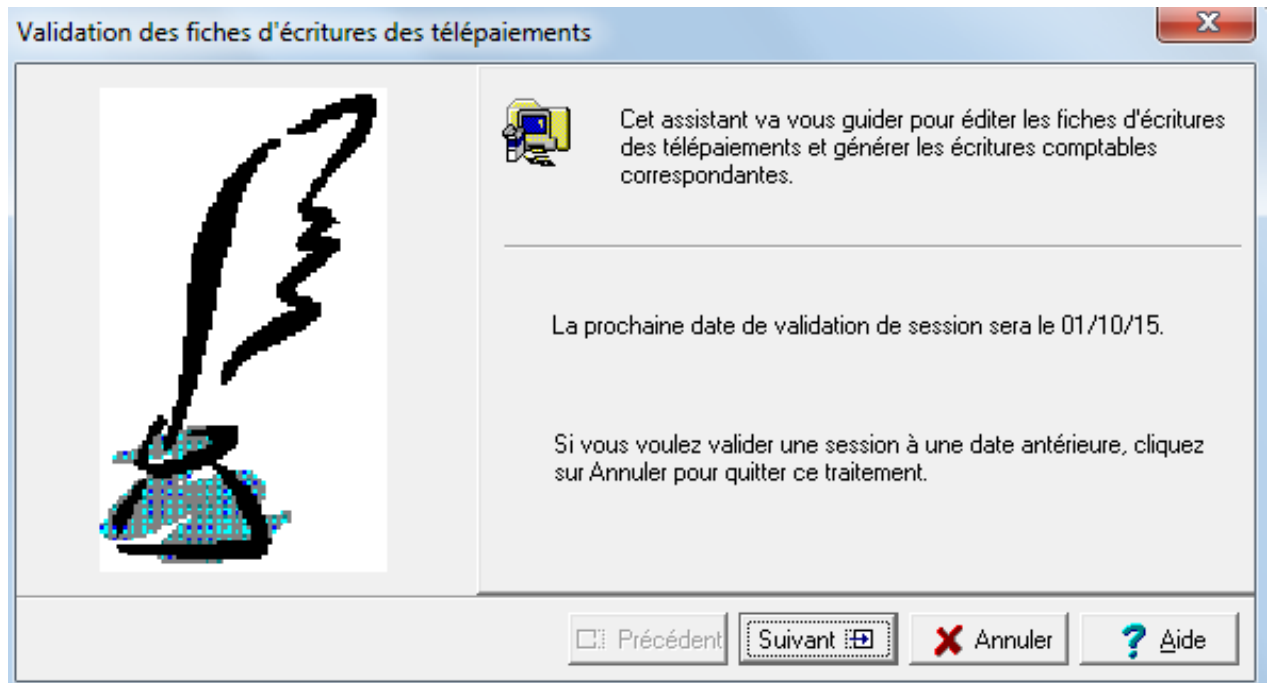 Validation des fiches d'écritures des télépaiements
Cet assistant va vous guider pour éditer les fiches d'écritures
des télépaiements et générer les écritures comptables
correspondantes.
La prochaine date de validation de session sera le 01/10/15.
Si vous voulez valider une session à une date antérieure, cliquez
sur Annuler pour quitter ce traitement.
Précédent Suivant Annuler Aide